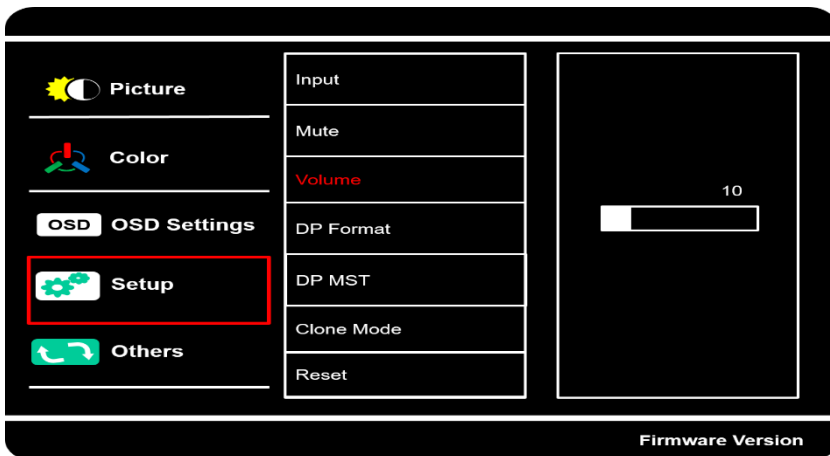 Picture
Color
OSD OSD Settings
Setup
Others
Input
Mute
Volume
DP Format
DP MST
Clone Mode
Reset
10
Firmware Version